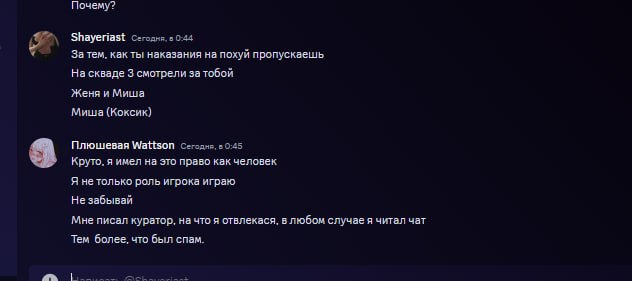 Почему?
Shayeriast Сегодня, в 0:44
За тем, как ты наказания на похуй пропускаешь
На скваде 3 смотрели за тобой
Женя и Миша
Миша (Коксик)
Плюшевая Wattson Сегодня, в 0:45
Круто, я имел на это право как человек
Я не только роль игрока играю
Не забывай
Мне писал куратор, на что я отвлекася, в любом случае я читал чат
Тем более, что был спам.
Написать @Shayeriast